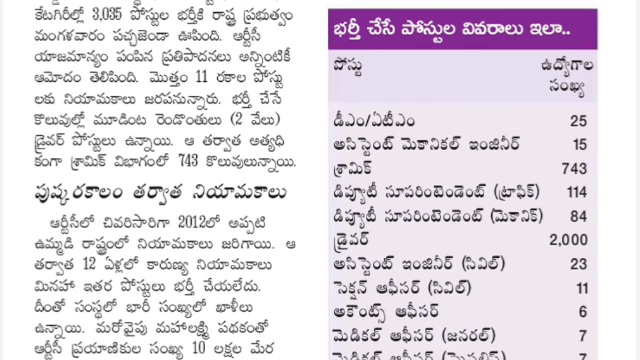 కేటగిరీల్లో 3,035 పోస్టుల భర్తీకి రాష్ట్ర ప్రభుత్వం
మంగళవారం పచ్చజెండా ఊపింది. ఆర్టీసీ
యాజమాన్యం పంపిన ప్రతిపాదనలు అన్నింటికీ
ఆమోదం తెలిపింది. మొత్తం 11 రకాల పోస్టు
లకు నియామకాలు జరపనున్నారు. భర్తీ చేసే
కొలువుల్లో మూడింట రెండొంతులు (2 వేలు)
డ్రైవర్ పోస్టులు ఉన్నాయి. ఆ తర్వాత అత్యధి
కంగా శ్రామిక్ విభాగంలో 743 కొలువులున్నాయి.
పుష్కరకాలం తర్వాత నియామకాలు
ఆర్టీసీలో చివరిసారిగా 2012లో అప్పటి
ఉమ్మడి రాష్ట్రంలో నియామకాలు జరిగాయి. ఆ
తర్వాత 12 ఏళ్లలో కారుణ్య నియామకాలు
మినహా ఇతర పోస్టులు భర్తీ చేయలేదు.
దీంతో సంస్థలో భారీ సంఖ్యలో ఖాళీలు
ఉన్నాయి. మరోవైపు మహాలక్ష్మి పథకంతో
ఆర్టీసీ ప్రయాణికుల సంఖ్య 10 లక్షల మేర
భర్తీ చేసే పోస్టుల వివరాలు ఇలా..
పోస్టు ఉద్యోగాల
సంఖ్య
డీఎం/ఏటీఎం 25
అసిస్టెంట్ మెకానికల్ ఇంజినీర్ 15
శ్రామిక్ 743
డిప్యూటీ సూపరింటెండెంట్ (ట్రాఫిక్) 114
డిప్యూటీ సూపరింటెండెంట్ (మెకానిక్) 84
డ్రైవర్ 2,000
అసిస్టెంట్ ఇంజినీర్ (సివిల్) 23
సెక్షన్ ఆఫీసర్ (సివిల్) 11
అకౌంట్స్ ఆఫీసర్ 6
మెడికల్ ఆఫీసర్ (జనరల్) 7
మెడికల్ ఆఫీసర్ 7